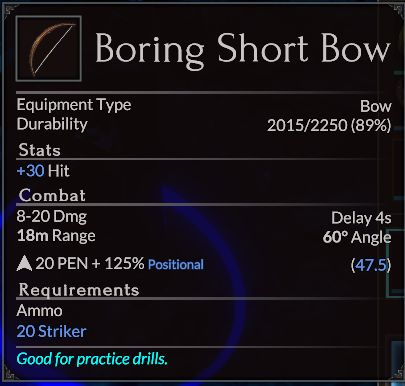 Boring Short Bow
Equipment Type Bow
Durability 2015/2250 (89%)
Stats
+30 Hit
Combat
8-20 Dmg Delay 4s
18m Range 60° Angle
20 PEN + 125% Positional (47.5)
Requirements
Ammo
20 Striker
Good for practice drills.